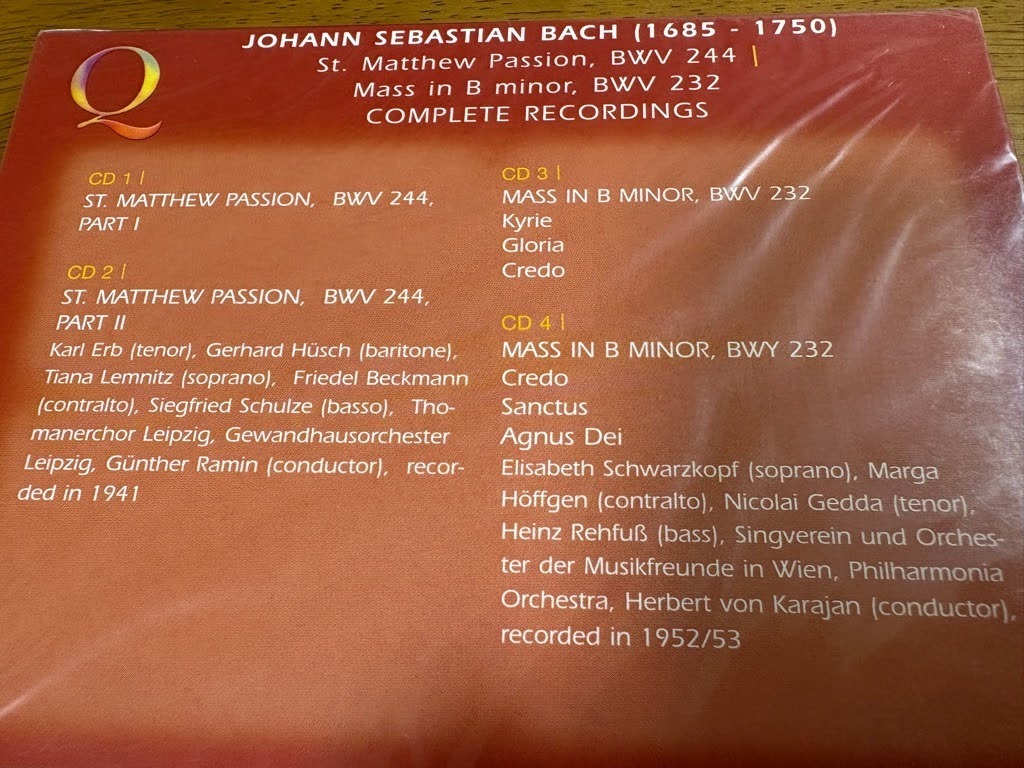 Q
JOHANN SEBASTIAN BACH (1685 - 1750)
St. Matthew Passion, BWV 244 |
Mass in B minor, BWV 232
COMPLETE RECORDINGS
CD 1 |
ST. MATTHEW PASSION, BWV 244,
PART I
CD 2 |
ST. MATTHEW PASSION, BWV 244,
PART II
Karl Erb (tenor), Gerhard Hüsch (baritone),
Tiana Lemnitz (soprano), Friedel Beckmann
(contralto), Siegfried Schulze (basso), Tho-
manerchor Leipzig, Gewandhausorchester
Leipzig, Günther Ramin (conductor), recor-
ded in 1941
CD 3 |
MASS IN B MINOR, BWV 232
Kyrie
Gloria
Credo
CD 4 |
MASS IN B MINOR, BWY 232
Credo
Sanctus
Agnus Dei
Elisabeth Schwarzkopf (soprano), Marga
Höffgen (contralto), Nicolai Gedda (tenor),
Heinz Rehfuß (bass), Singverein und Orches-
ter der Musikfreunde in Wien, Philharmonia
Orchestra, Herbert von Karajan (conductor),
recorded in 1952/53